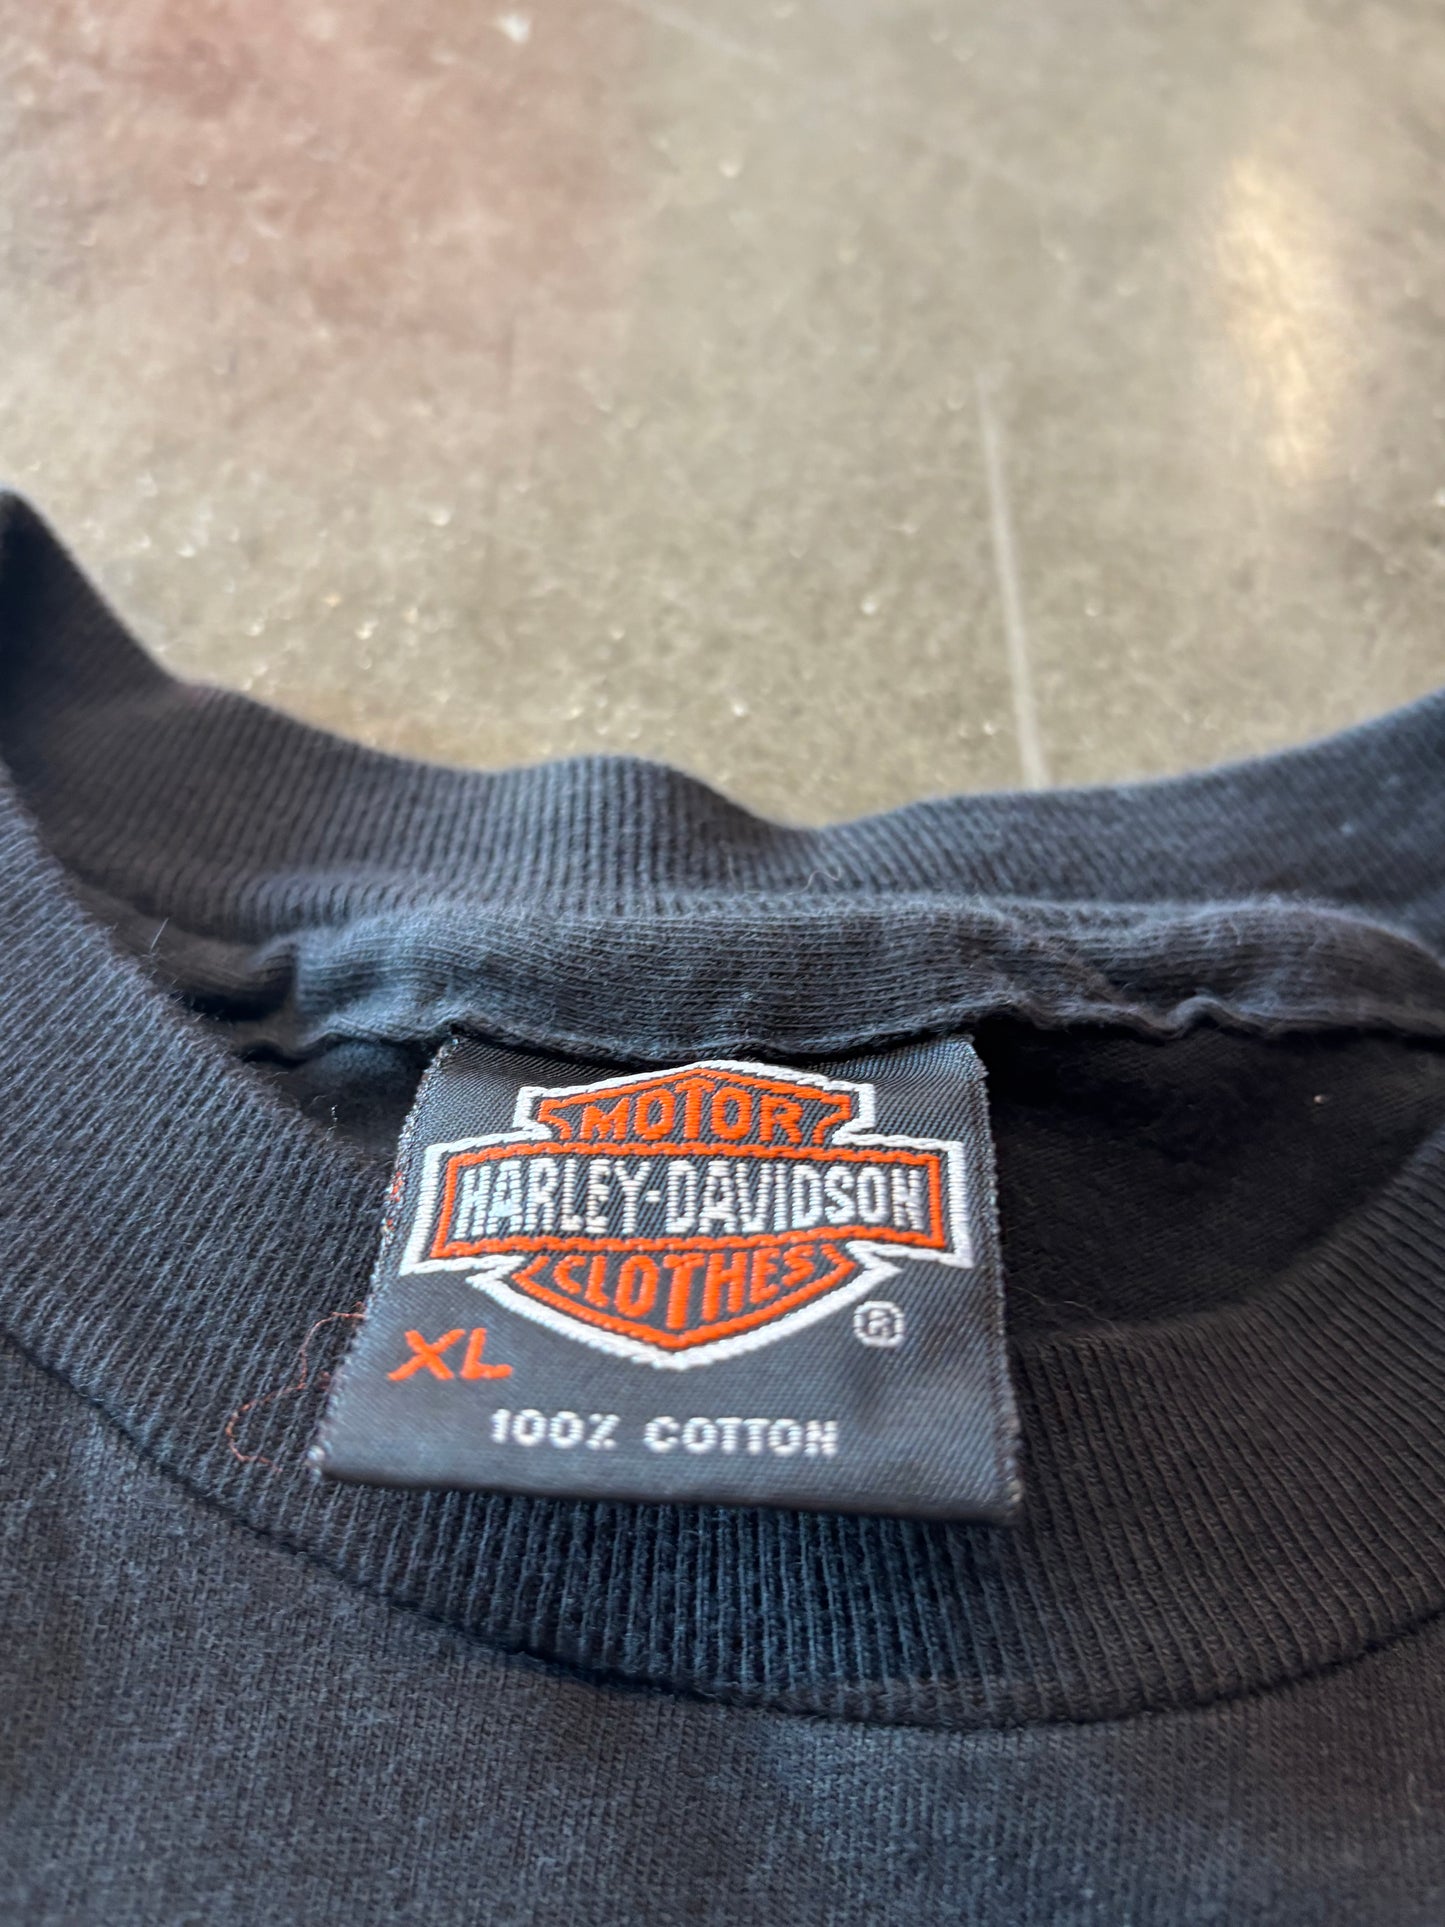 MOTOR
HARLEY-DAVIDSON
CLOTHES
®
XL
100% COTTON